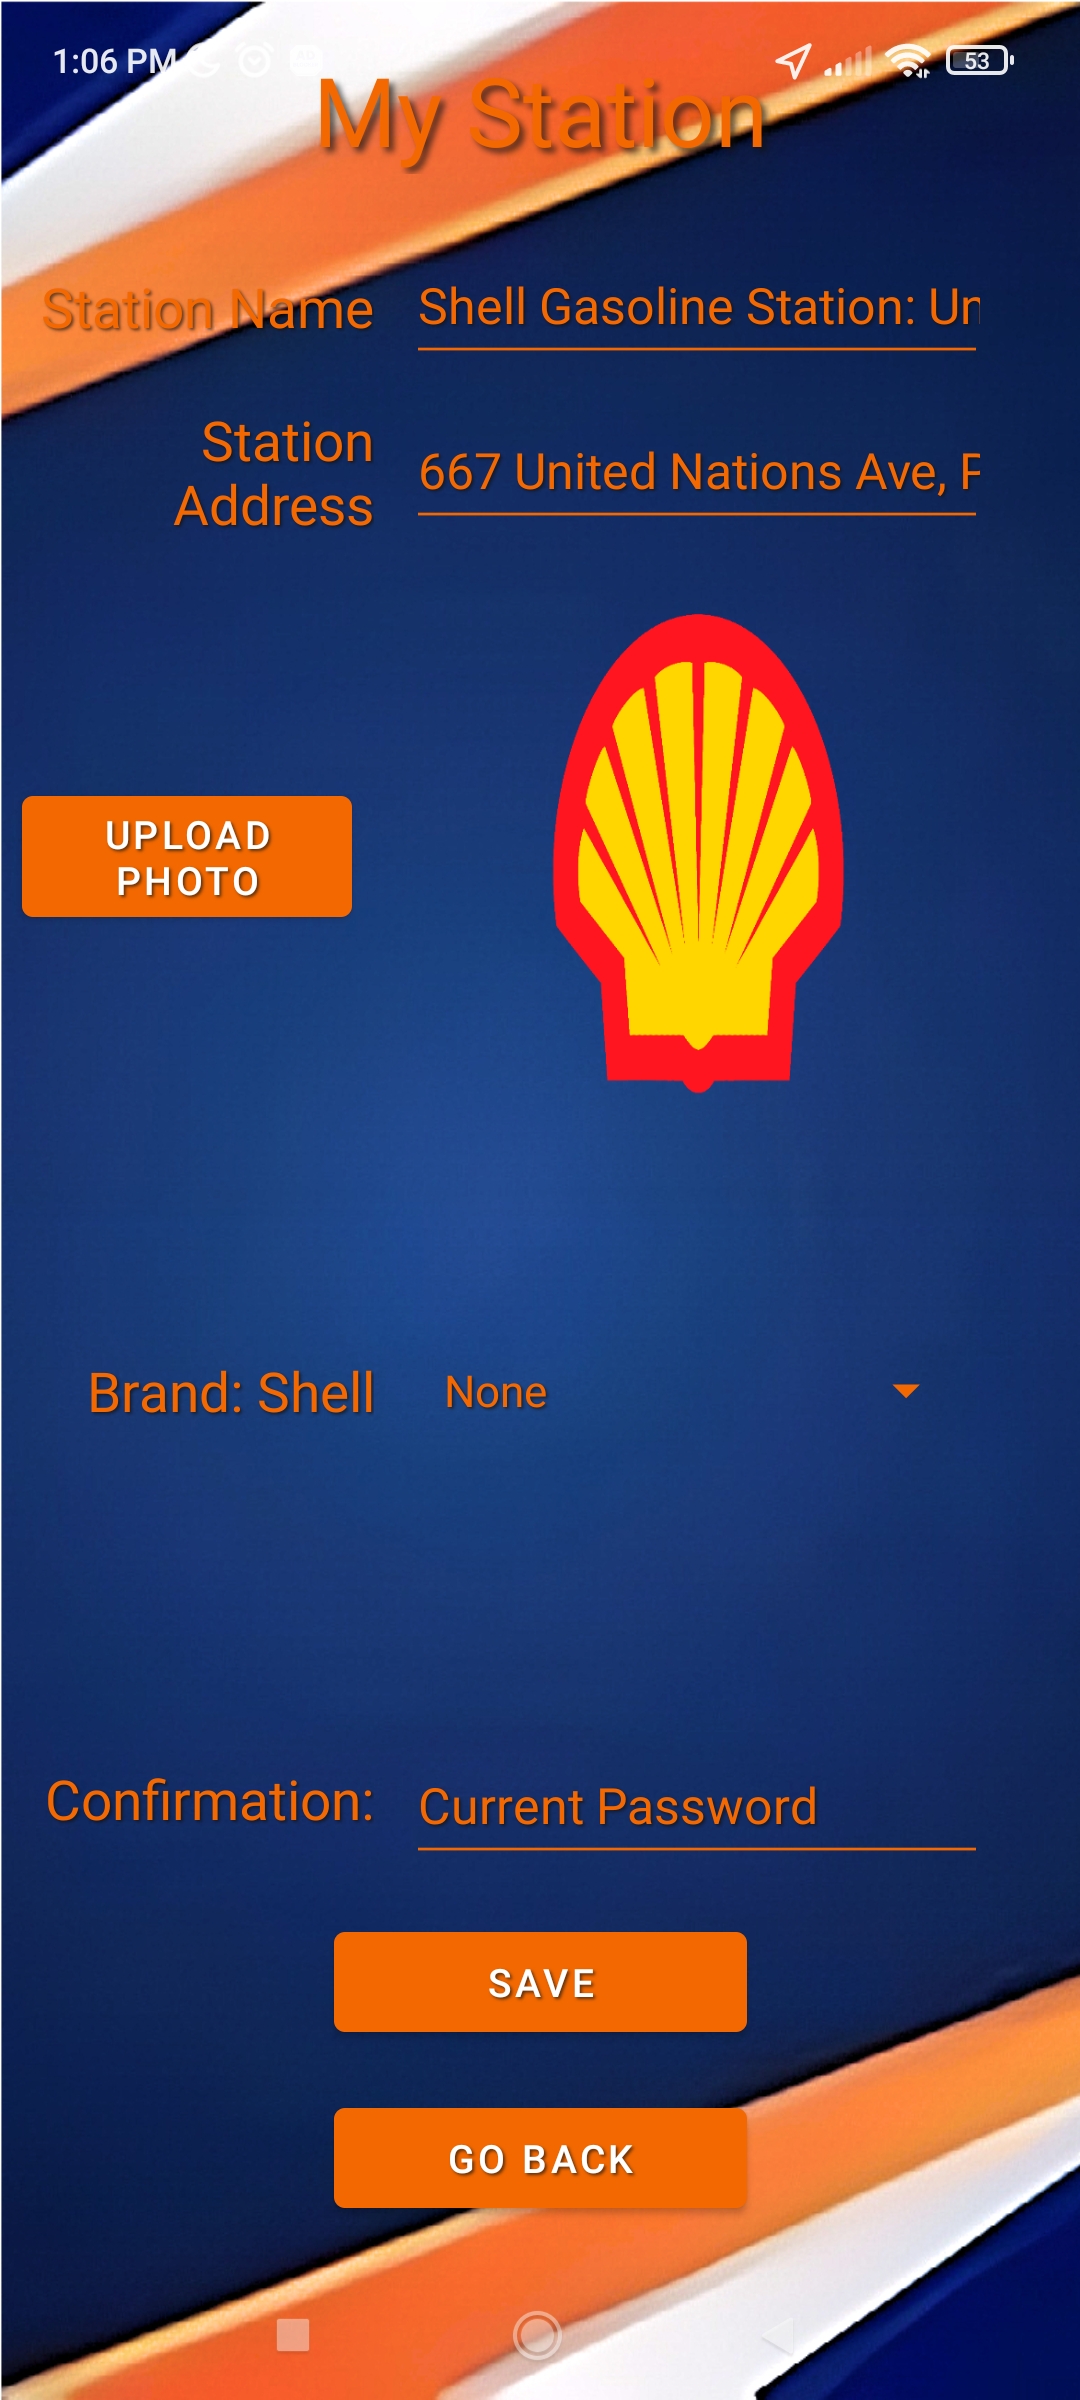 1:06 PM
53
My Station
Station Name
Shell Gasoline Station: Un
Station
Address
667 United Nations Ave, P
UPLOAD
PHOTO
Brand: Shell
None
Confirmation:
Current Password
SAVE
GO BACK